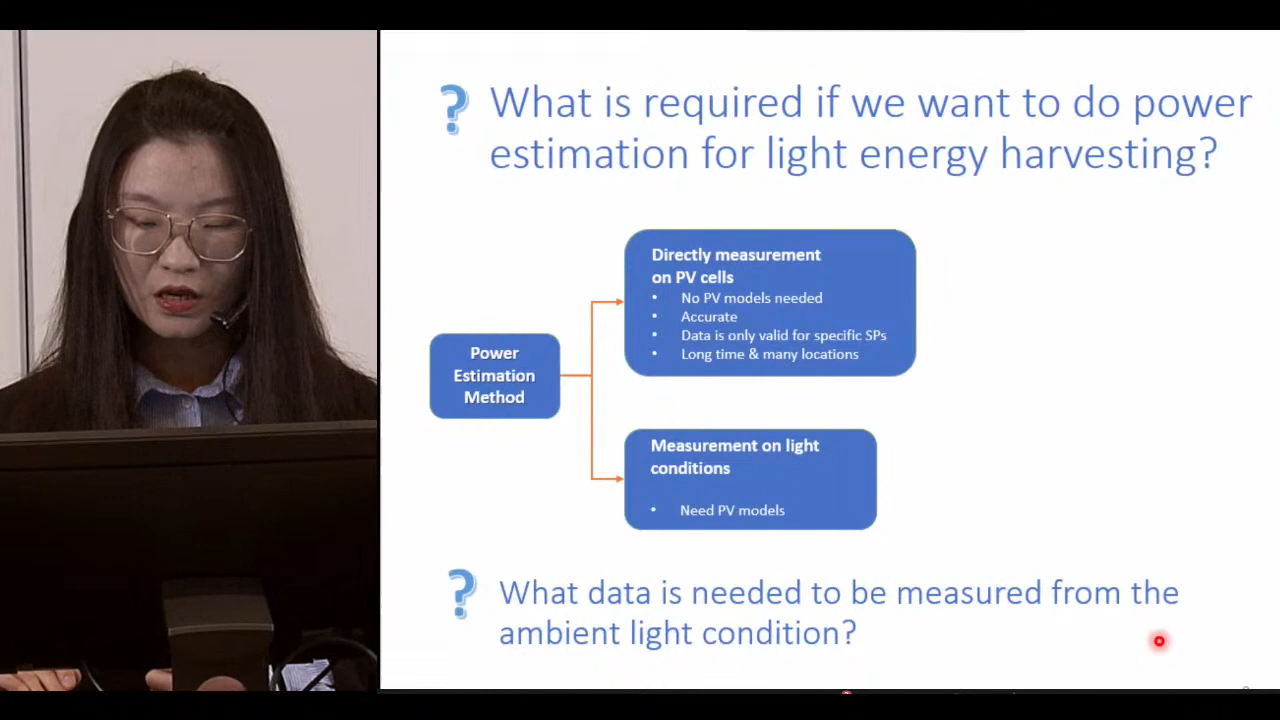 ? What is required if we want to do power
estimation for light energy harvesting?
Directly measurement
on PV cells
• No PV models needed
• Accurate
• Data is only valid for specific SPs
• Long time & many locations
Power
Estimation
Method
Measurement on light
conditions
• Need PV models
? What data is needed to be measured from the
ambient light condition?